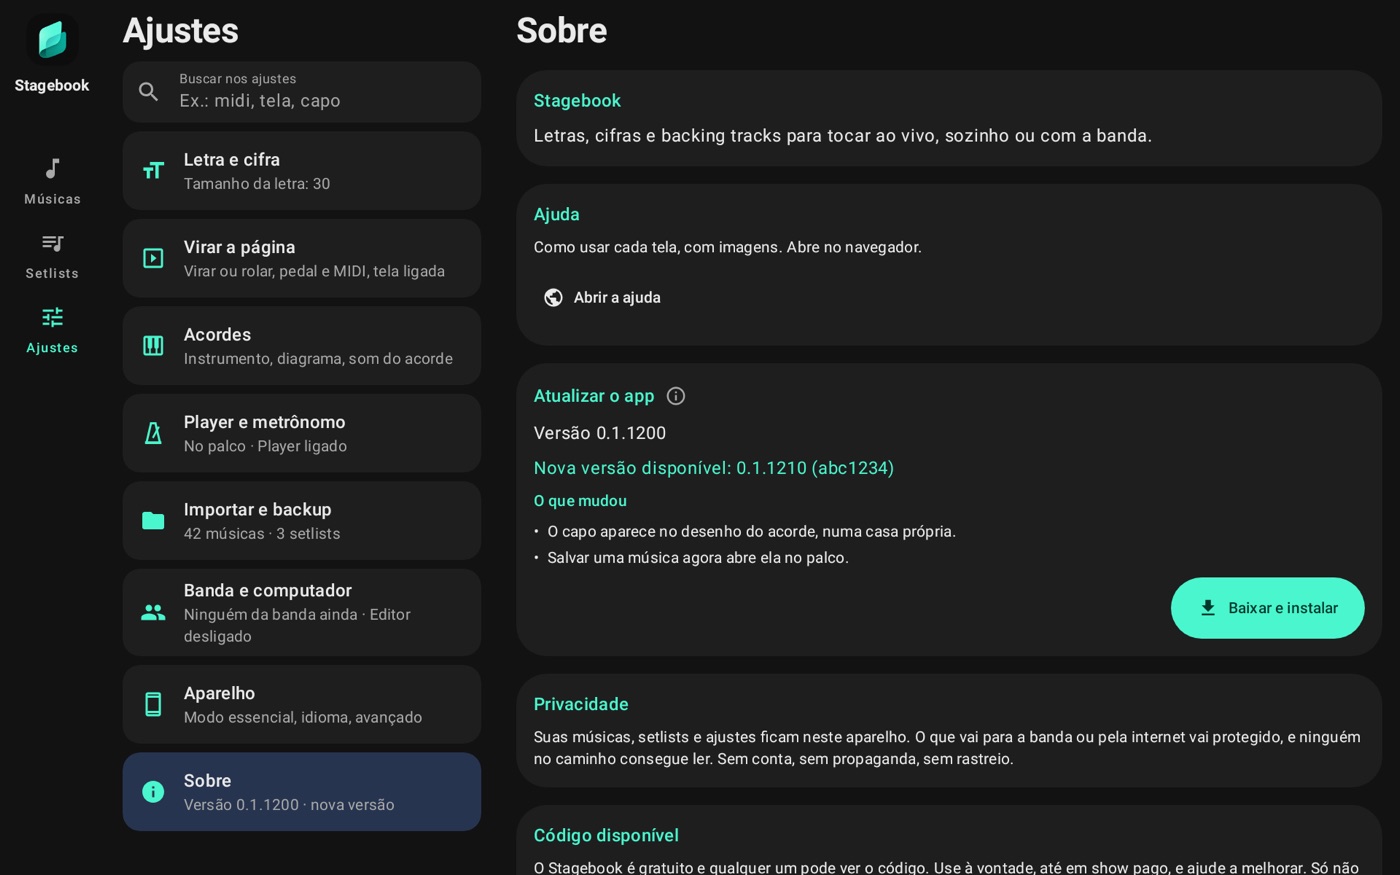 Stagebook
Músicas
Setlists
Ajustes
Ajustes
Buscar nos ajustes
Ex.: midi, tela, capo
Letra e cifra
Tamanho da letra: 30
Virar a página
Virar ou rolar, pedal e MIDI, tela ligada
Acordes
Instrumento, diagrama, som do acorde
Player e metrônomo
No palco · Player ligado
Importar e backup
42 músicas · 3 setlists
Banda e computador
Ninguém da banda ainda · Editor
desligado
Aparelho
Modo essencial, idioma, avançado
Sobre
Versão 0.1.1200 · nova versão
Sobre
Stagebook
Letras, cifras e backing tracks para tocar ao vivo, sozinho ou com a banda.
Ajuda
Como usar cada tela, com imagens. Abre no navegador.
Abrir a ajuda
Atualizar o app
Versão 0.1.1200
Nova versão disponível: 0.1.1210 (abc1234)
O que mudou
• O capo aparece no desenho do acorde, numa casa própria.
• Salvar uma música agora abre ela no palco.
Baixar e instalar
Privacidade
Suas músicas, setlists e ajustes ficam neste aparelho. O que vai para a banda ou pela internet vai protegido, e ninguém
no caminho consegue ler. Sem conta, sem propaganda, sem rastreio.
Código disponível
O Stagebook é gratuito e qualquer um pode ver o código. Use à vontade, até em show pago, e ajude a melhorar. Só não